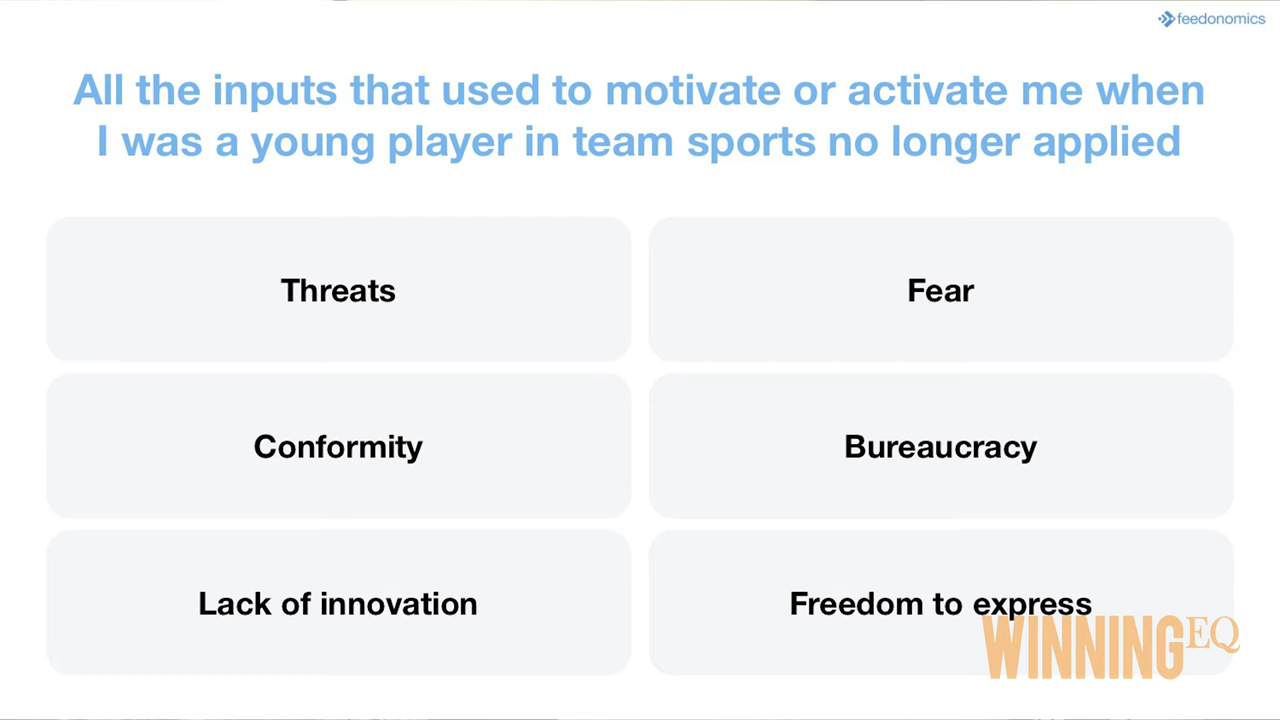 feedonomics
All the inputs that used to motivate or activate me when
I was a young player in team sports no longer applied
Threats
Fear
Conformity
Bureaucracy
Lack of innovation
Freedom to express
WINNINGEQ